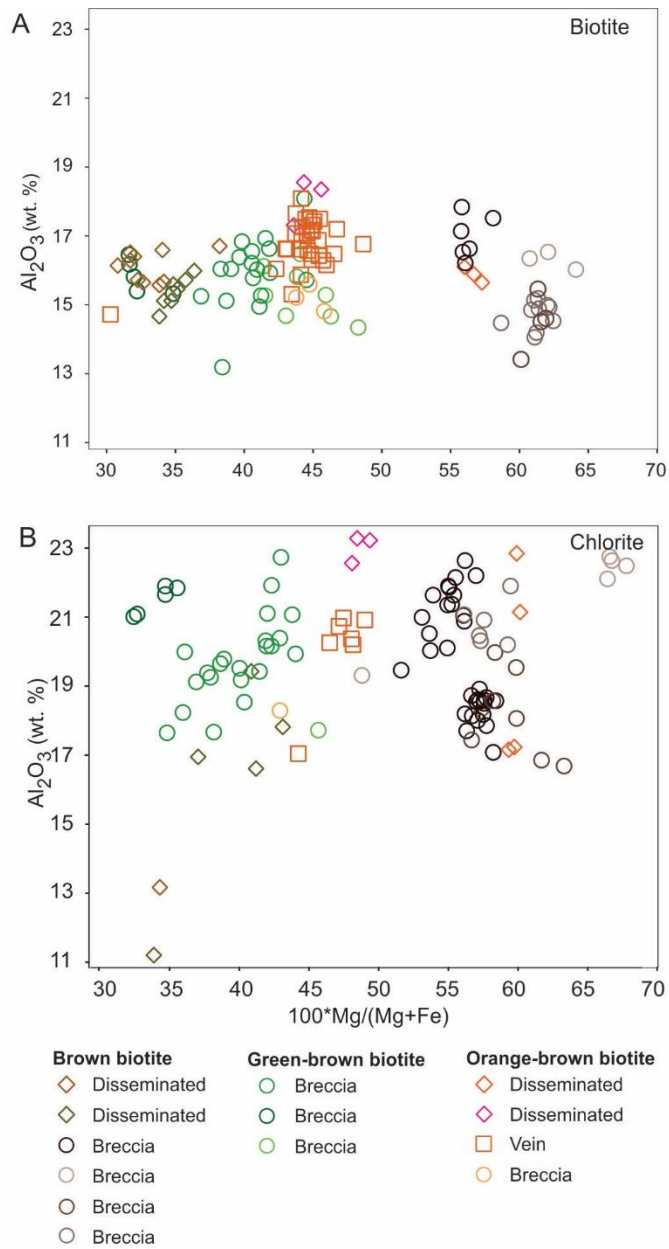 A
Biotite
23
21
19
17
15
13
11
Al2O3 (wt. %)
30 35 40 45 50 55 60 65 70
B
Chlorite
23
21
19
17
15
13
11
Al2O3 (wt. %)
30 35 40 45 50 55 60 65 70
100*Mg/(Mg+Fe)
Brown biotite
Disseminated
Disseminated
Breccia
Breccia
Breccia
Breccia
Green-brown biotite
Breccia
Breccia
Breccia
Orange-brown biotite
Disseminated
Disseminated
Vein
Breccia